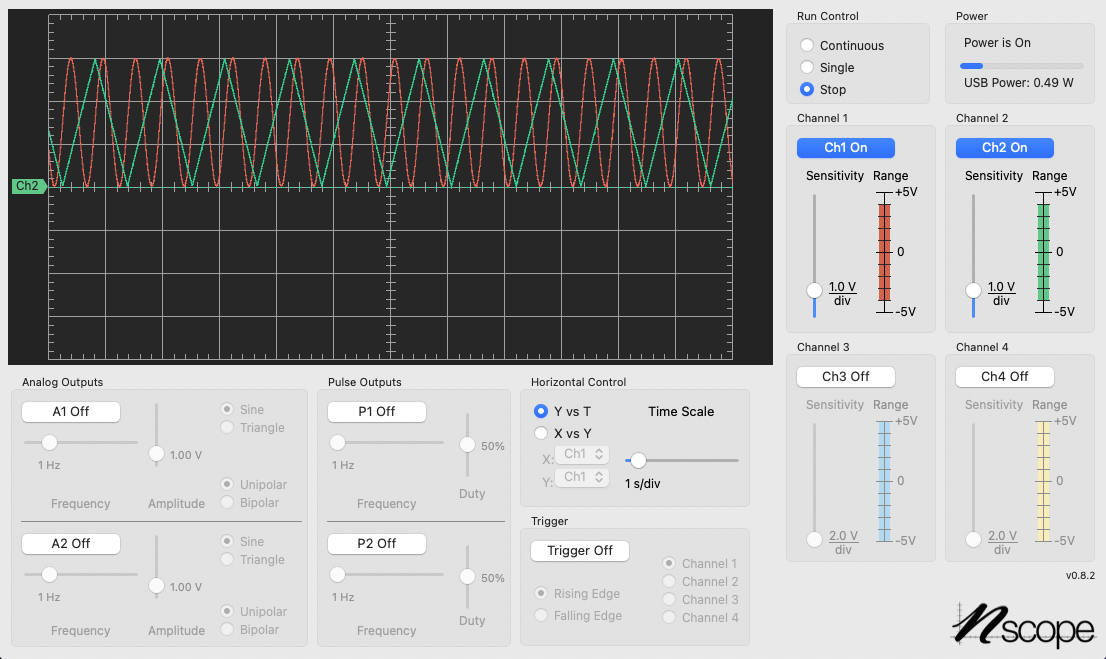 Ch2
Run Control
Continuous
Single
Stop
Power
Power is On
USB Power: 0.49 W
Channel 1
Ch1 On
Sensitivity Range
+5V
0
-5V
1.0 V
div
Channel 2
Ch2 On
Sensitivity Range
+5V
0
-5V
1.0 V
div
Channel 3
Ch3 Off
Sensitivity Range
+5V
0
-5V
2.0 V
div
Channel 4
Ch4 Off
Sensitivity Range
+5V
0
-5V
2.0 V
div
Analog Outputs
A1 Off
1 Hz
Frequency
1.00 V
Amplitude
Sine
Triangle
Unipolar
Bipolar
A2 Off
1 Hz
Frequency
1.00 V
Amplitude
Sine
Triangle
Unipolar
Bipolar
Pulse Outputs
P1 Off
1 Hz
Frequency
50%
Duty
P2 Off
1 Hz
Frequency
50%
Duty
Horizontal Control
Y vs T
X vs Y
X: Ch1
Y: Ch1
Time Scale
1 s/div
Trigger
Trigger Off
Rising Edge
Falling Edge
Channel 1
Channel 2
Channel 3
Channel 4
v0.8.2
nscope